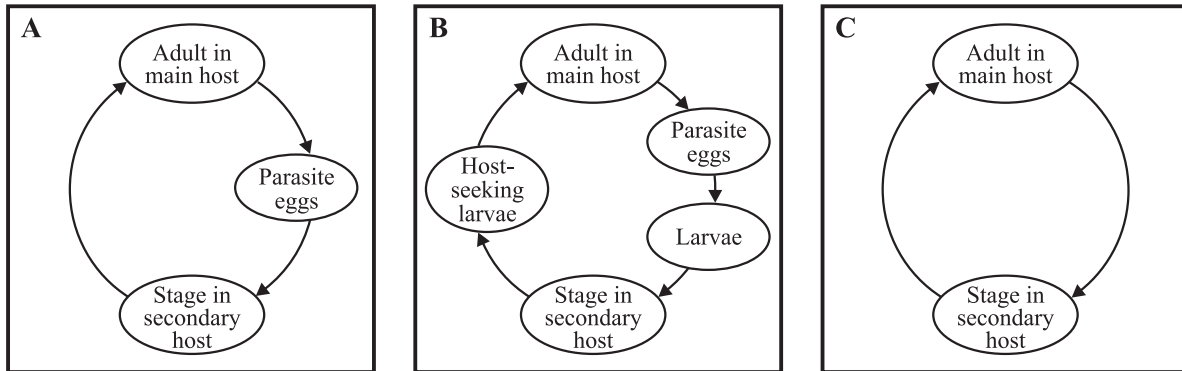 A
Adult in
main host
Parasite
eggs
Stage in
secondary
host
B
Adult in
main host
Parasite
eggs
Host-
seeking
larvae
Larvae
Stage in
secondary
host
C
Adult in
main host
Stage in
secondary
host